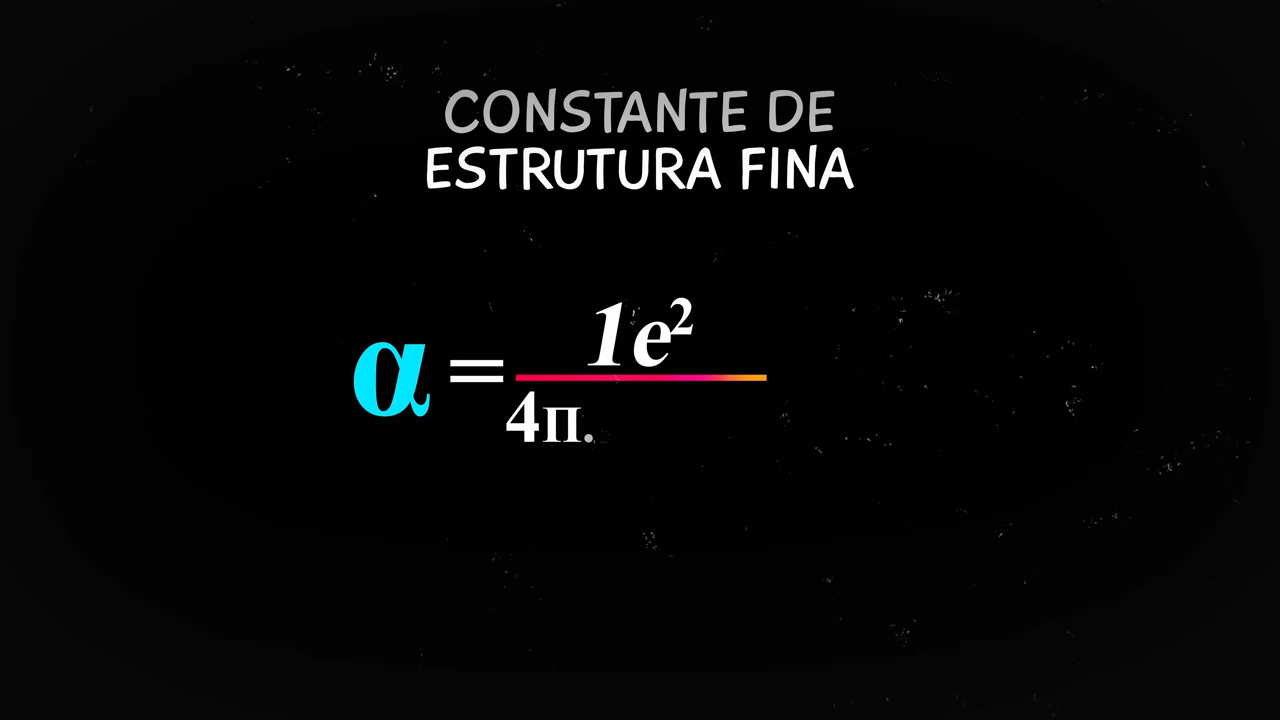 CONSTANTE DE
ESTRUTURA FINA
α = 1e²
4π.